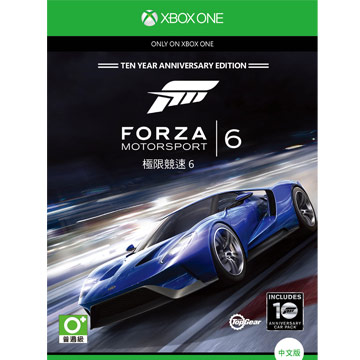 XBOX ONE
ONLY ON XBOX ONE
TEN YEAR ANNIVERSARY EDITION
FORZA
MOTORSPORT
6
極限競速 6
普遍級
TopGear
INCLUDES
10
ANNIVERSARY
CAR PACK
中文版